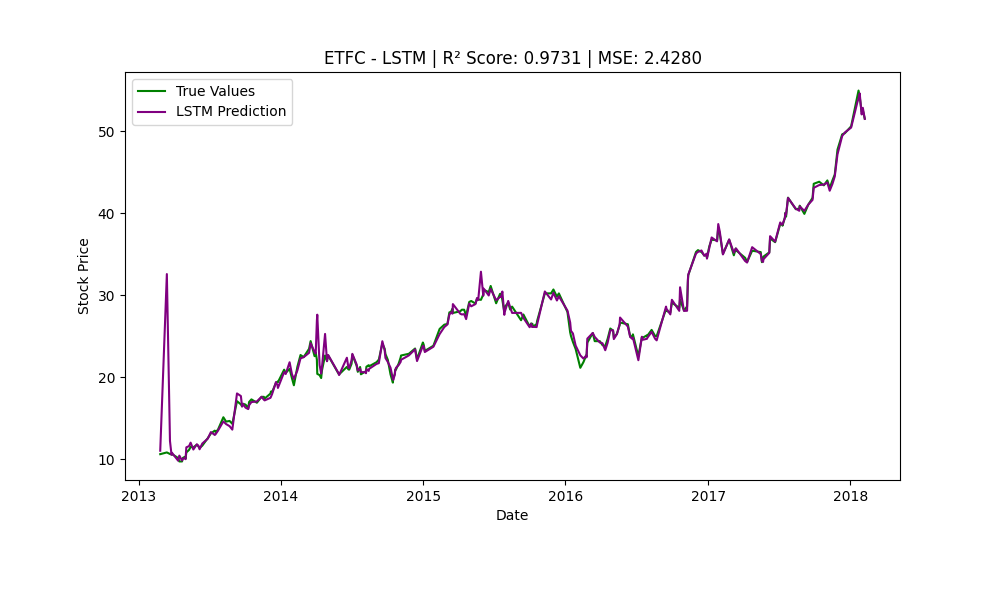 ETFC - LSTM | R² Score: 0.9731 | MSE: 2.4280
True Values
LSTM Prediction
50
40
30
20
10
Stock Price
2013 2014 2015 2016 2017 2018
Date